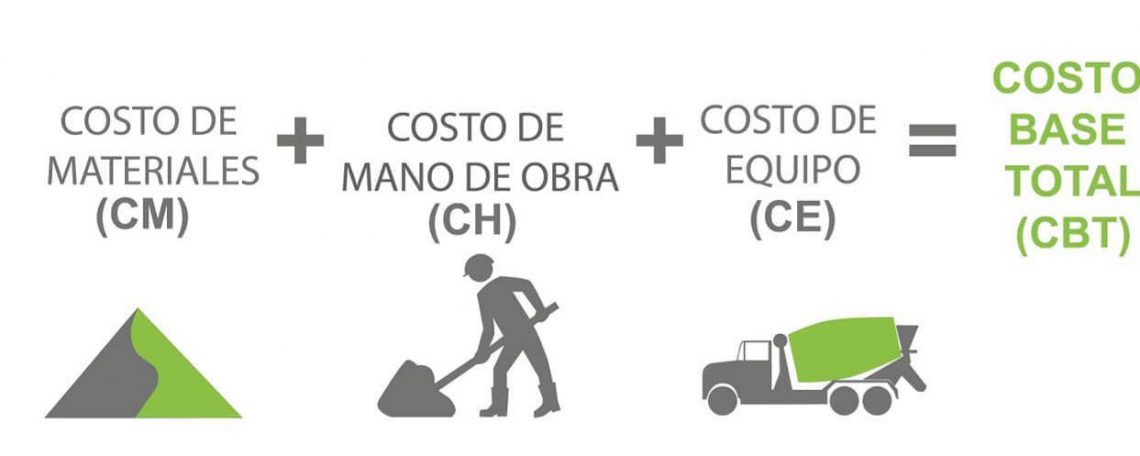 COSTO DE
MATERIALES
(CM)
+
COSTO DE
MANO DE OBRA
(CH)
+
COSTO DE
EQUIPO
(CE)
=
COSTO
BASE
TOTAL
(CBT)